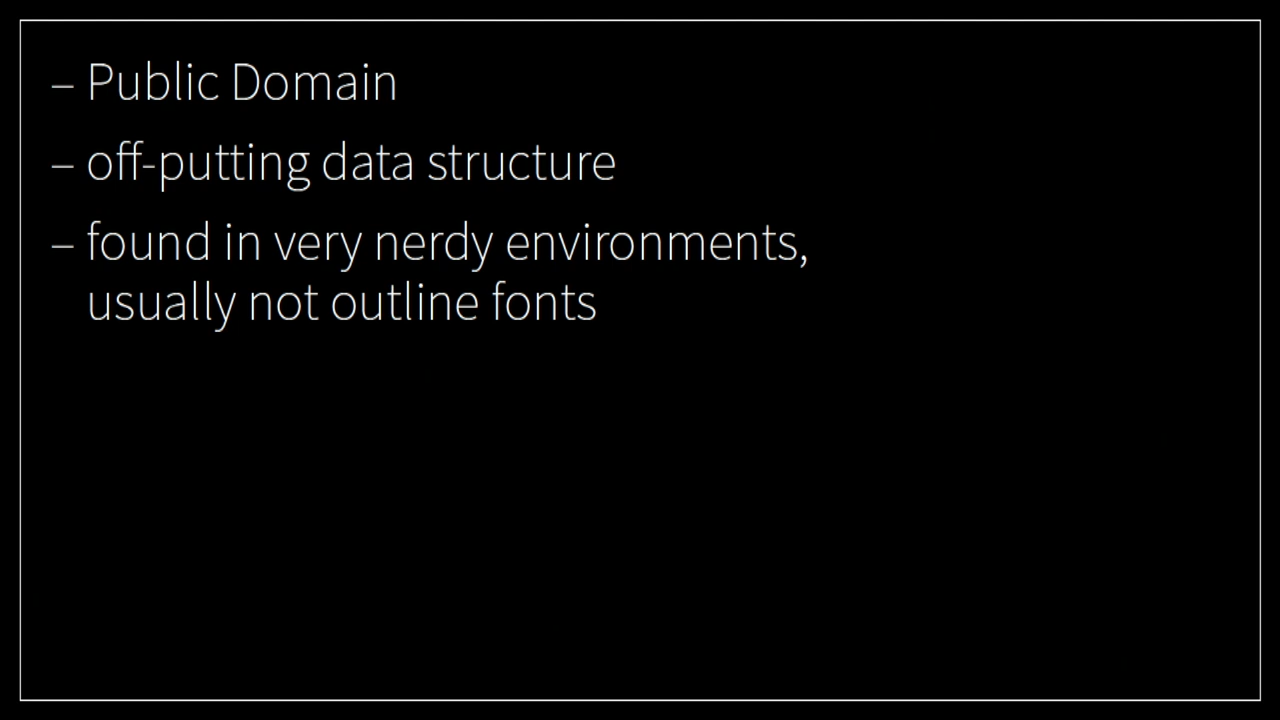 – Public Domain
– off-putting data structure
– found in very nerdy environments,
usually not outline fonts